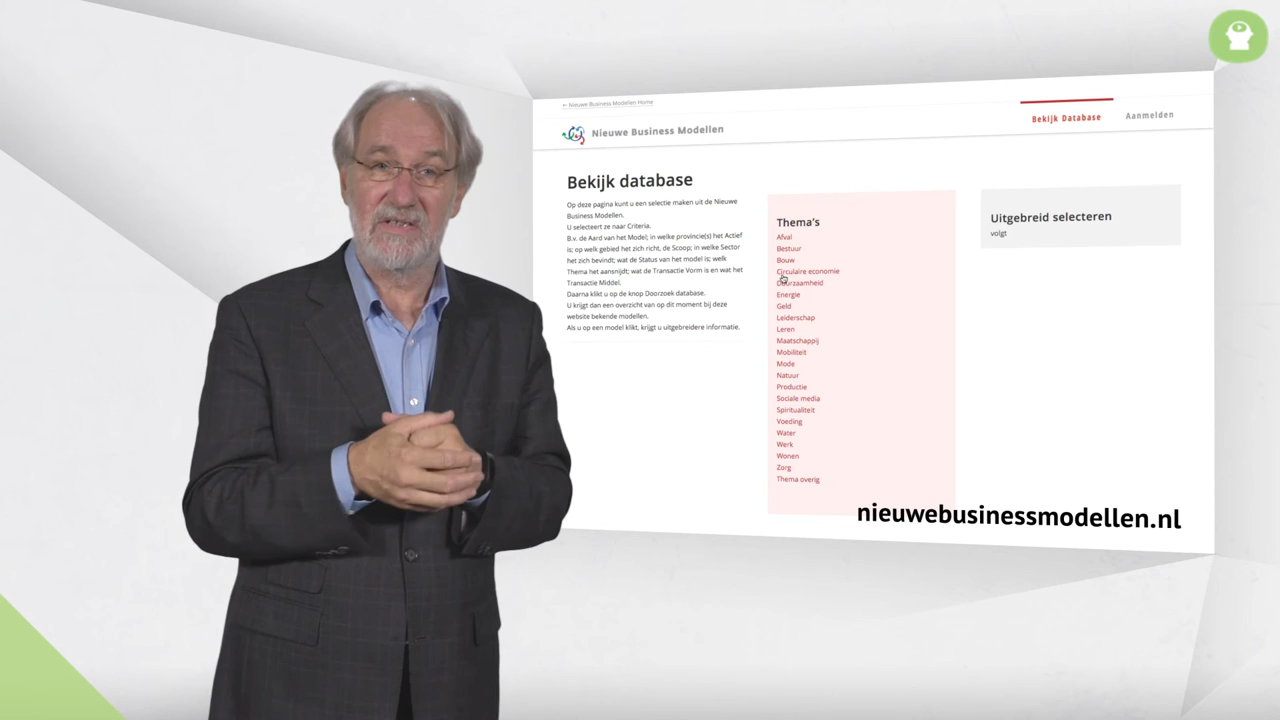 ← Nieuwe Business Modellen Home
Nieuwe Business Modellen
Bekijk Database
Aanmelden
Bekijk database
Op deze pagina kunt u een selectie maken uit de Nieuwe
Business Modellen.
U selecteert ze naar Criteria.
B.v. de Aard van het Model; in welke provincie(s) het Actief
is; op welk gebied het zich richt, de Scoop; in welke Sector
het zich bevindt; wat de Status van het model is; welk
Thema het aansnijdt; wat de Transactie Vorm is en wat het
Transactie Middel.
Daarna klikt u op de knop Doorzoek database.
U krijgt dan een overzicht van op dit moment bij deze
website bekende modellen.
Als u op een model klikt, krijgt u uitgebreidere informatie.
Thema's
Afval
Bestuur
Bouw
Circulaire economie
Duurzaamheid
Energie
Geld
Leiderschap
Leren
Maatschappij
Mobiliteit
Mode
Natuur
Productie
Sociale media
Spiritualiteit
Voeding
Water
Werk
Wonen
Zorg
Thema overig
Uitgebreid selecteren
volgt
nieuwebusinessmodellen.nl